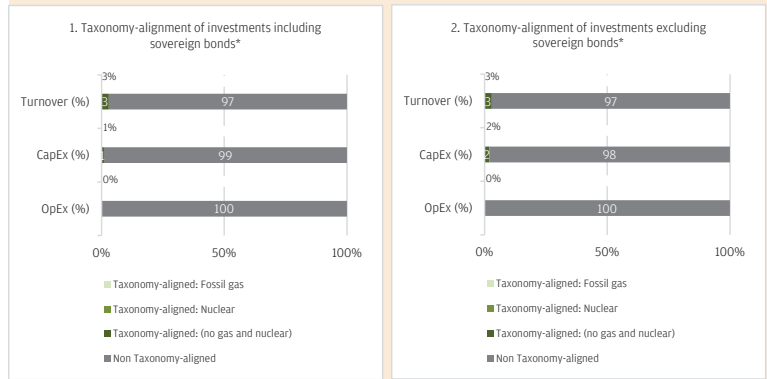 1. Taxonomy-alignment of investments including
sovereign bonds*
3%
Turnover (%) 3 97
1%
CapEx (%) 1 99
0%
OpEx (%) 100
0% 50% 100%
Taxonomy-aligned: Fossil gas
Taxonomy-aligned: Nuclear
Taxonomy-aligned: (no gas and nuclear)
Non Taxonomy-aligned
2. Taxonomy-alignment of investments excluding
sovereign bonds*
3%
Turnover (%) 3 97
2%
CapEx (%) 2 98
0%
OpEx (%) 100
0% 50% 100%
Taxonomy-aligned: Fossil gas
Taxonomy-aligned: Nuclear
Taxonomy-aligned: (no gas and nuclear)
Non Taxonomy-aligned